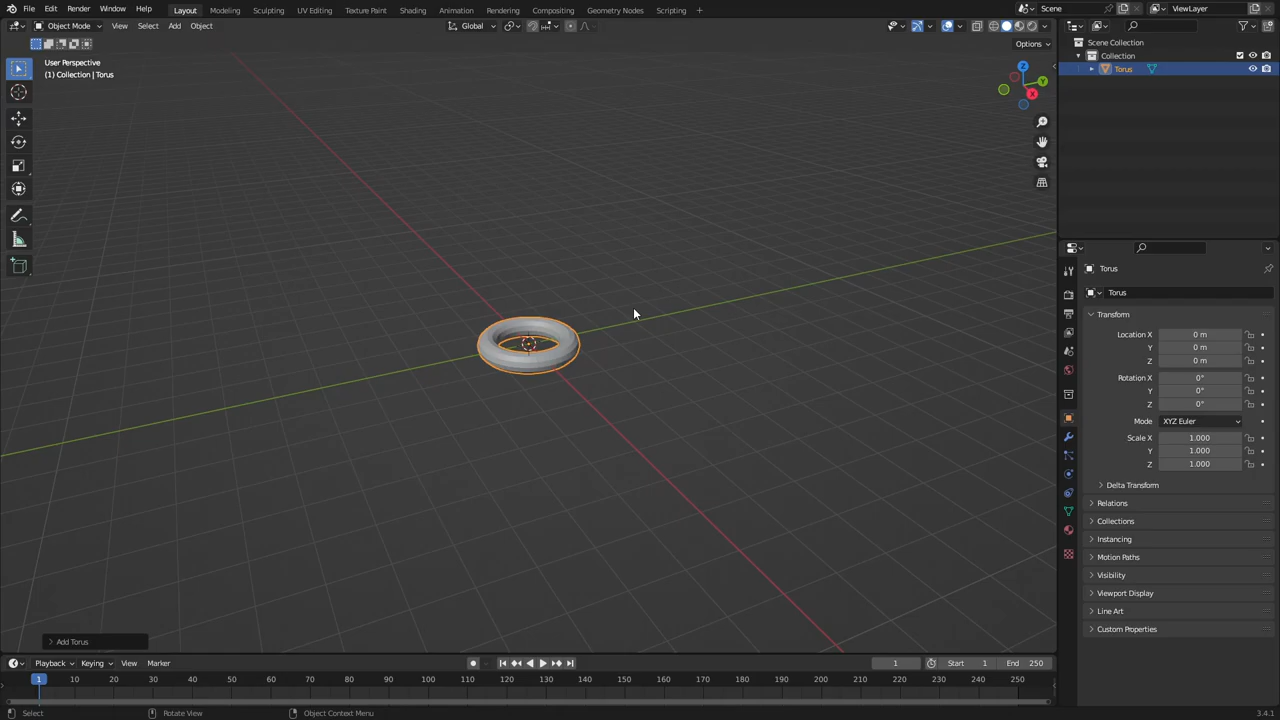 File Edit Render Window Help Layout Modeling Sculpting UV Editing Texture Paint Shading Animation Rendering Compositing Geometry Nodes Scripting Scene ViewLayer
Object Mode View Select Add Object Global
Options
User Perspective
(1) Collection | Torus
Z
Y
X
Scene Collection
Collection
Torus
Torus
Torus
Transform
Location X 0 m
Y 0 m
Z 0 m
Rotation X 0°
Y 0°
Z 0°
Mode XYZ Euler
Scale X 1.000
Y 1.000
Z 1.000
Delta Transform
Relations
Collections
Instancing
Motion Paths
Visibility
Viewport Display
Line Art
Custom Properties
Add Torus
Playback Keying View Marker 1 Start 1 End 250
1 10 20 30 40 50 60 70 80 90 100 110 120 130 140 150 160 170 180 190 200 210 220 230 240 250
Select Rotate View Object Context Menu 3.4.1